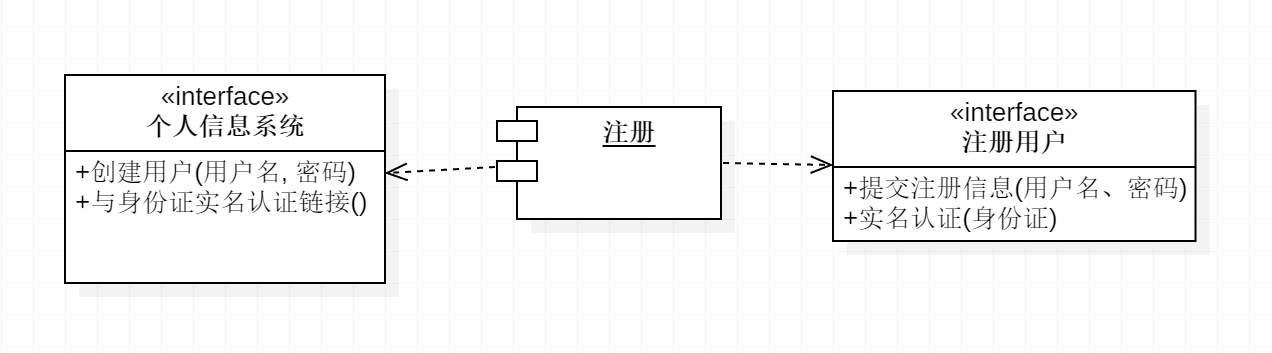 «interface»
个人信息系统
+创建用户(用户名, 密码)
+与身份证实名认证链接()
注册
«interface»
注册用户
+提交注册信息(用户名、密码)
+实名认证(身份证)